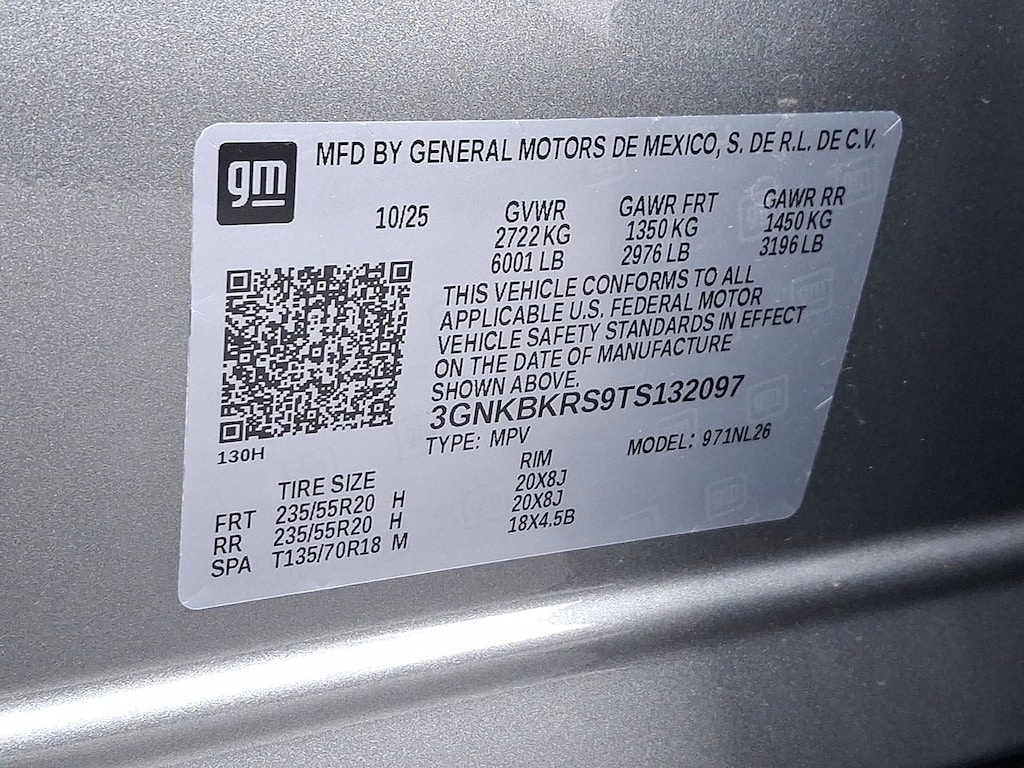 gm
MFD BY GENERAL MOTORS DE MEXICO, S. DE R.L. DE C.V.
10/25 GVWR GAWR FRT GAWR RR
2722 KG 1350 KG 1450 KG
6001 LB 2976 LB 3196 LB
THIS VEHICLE CONFORMS TO ALL
APPLICABLE U.S. FEDERAL MOTOR
VEHICLE SAFETY STANDARDS IN EFFECT
ON THE DATE OF MANUFACTURE
SHOWN ABOVE.
3GNKBKRS9TS132097
130H
TYPE: MPV MODEL: 971NL26
TIRE SIZE RIM
FRT 235/55R20 H 20X8J
RR 235/55R20 H 20X8J
SPA T135/70R18 M 18X4.5B